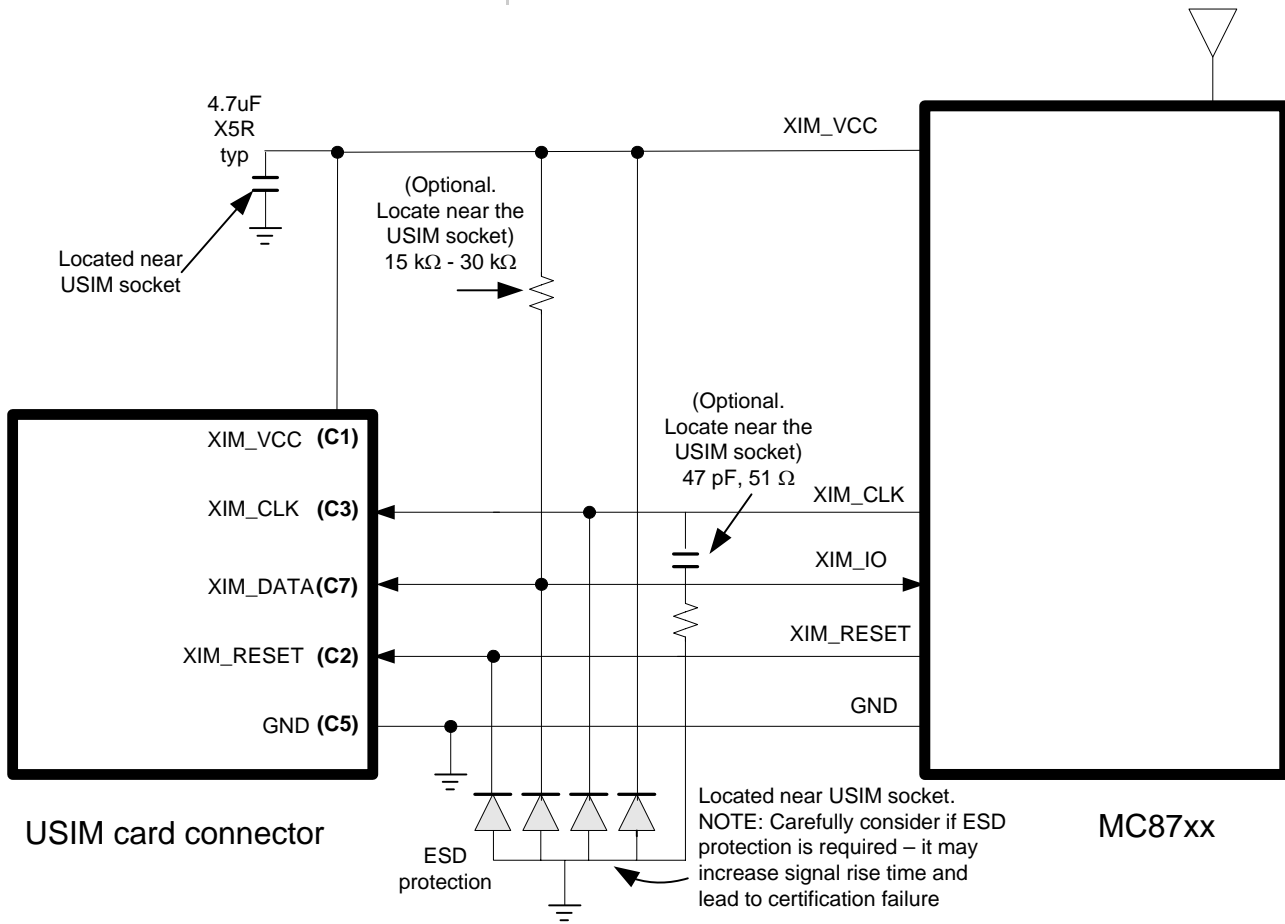 4.7uF
X5R
typ
XIM_VCC
(Optional.
Locate near the
USIM socket)
15 kΩ - 30 kΩ
Located near
USIM socket
(Optional.
Locate near the
USIM socket)
47 pF, 51 Ω
XIM_VCC (C1)
XIM_CLK (C3)
XIM_CLK
XIM_DATA(C7)
XIM_IO
XIM_RESET (C2)
XIM_RESET
GND (C5)
GND
USIM card connector
ESD
protection
Located near USIM socket.
NOTE: Carefully consider if ESD
protection is required – it may
increase signal rise time and
lead to certification failure
MC87xx